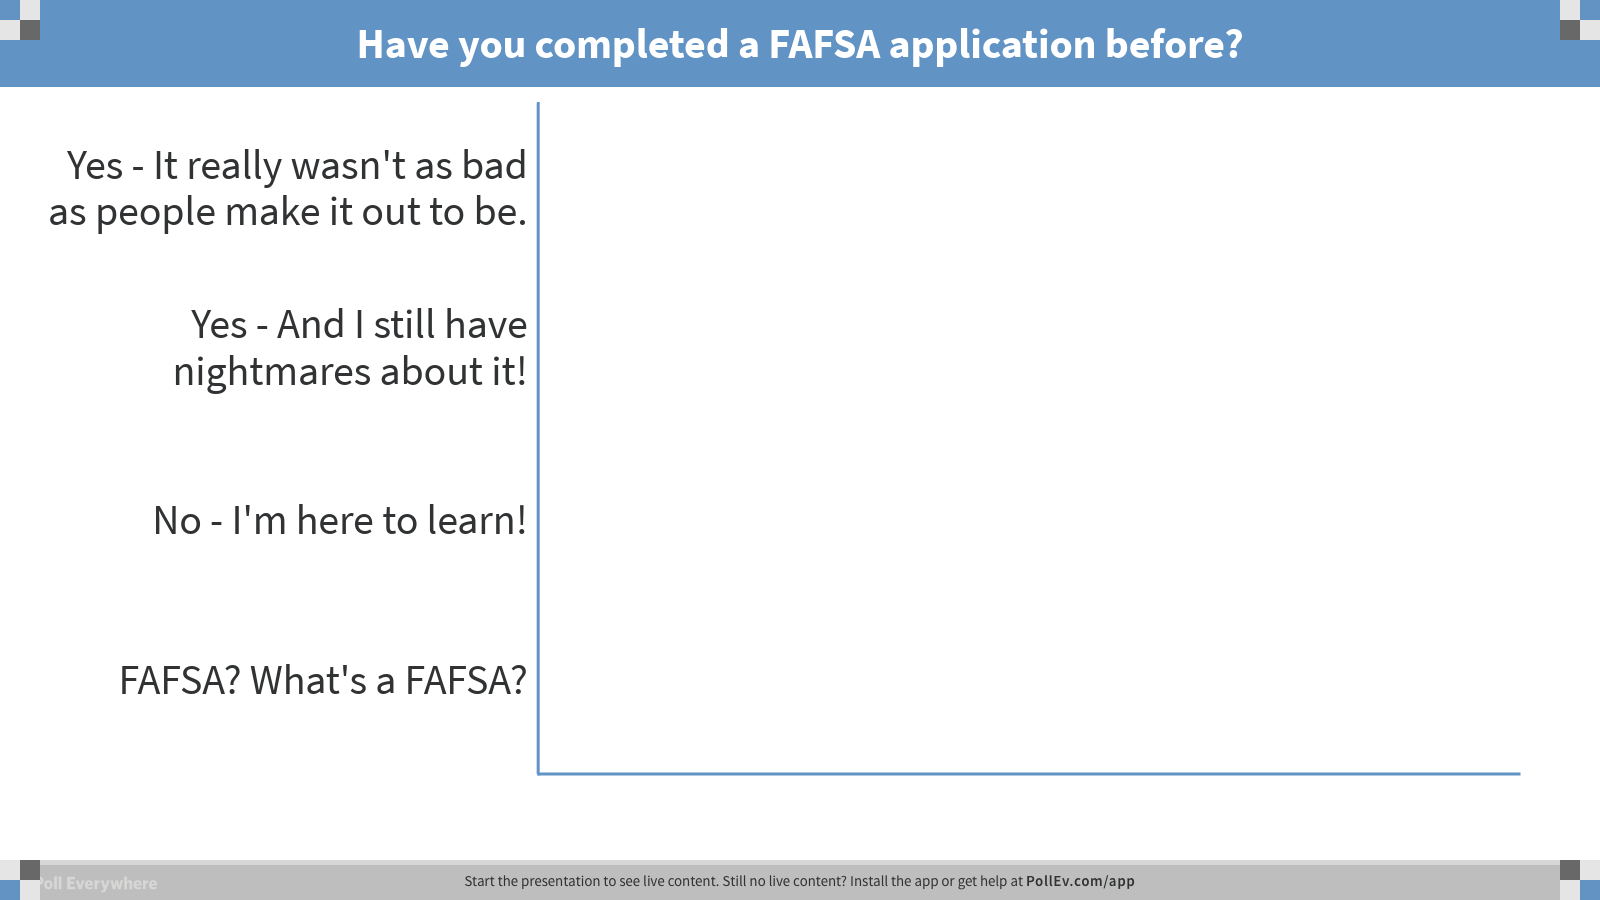 Have you completed a FAFSA application before?
Yes - It really wasn't as bad
as people make it out to be.
Yes - And I still have
nightmares about it!
No - I'm here to learn!
FAFSA? What's a FAFSA?
Poll Everywhere
Start the presentation to see live content. Still no live content? Install the app or get help at PollEv.com/app